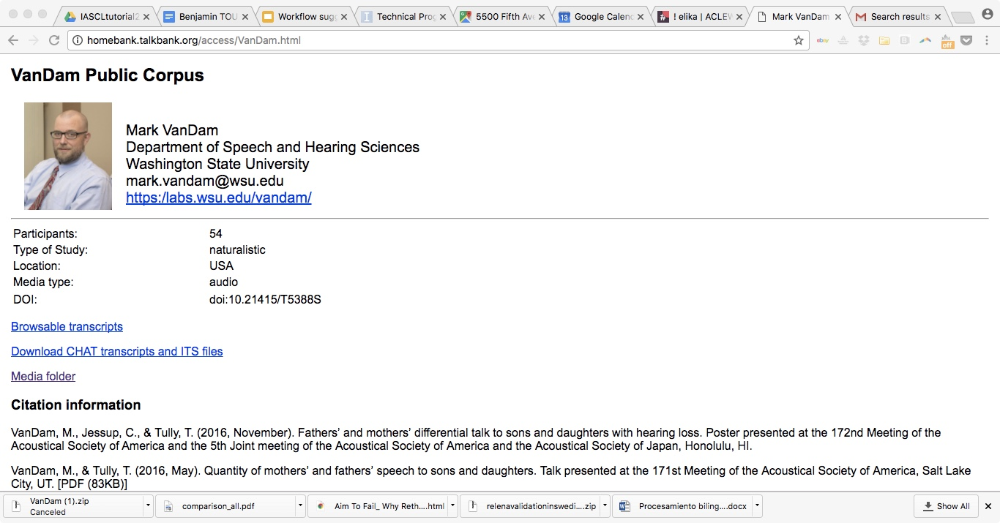 IASCLtutorial2
Benjamin TOU
Workflow sugg
Technical Prog
5500 Fifth Ave
Google Calend
! elika | ACLEW
Mark VanDam
Search results
homebank.talkbank.org/access/VanDam.html
ebay
off
VanDam Public Corpus
Mark VanDam
Department of Speech and Hearing Sciences
Washington State University
mark.vandam@wsu.edu
https:/labs.wsu.edu/vandam/
Participants: 54
Type of Study: naturalistic
Location: USA
Media type: audio
DOI: doi:10.21415/T5388S
Browsable transcripts
Download CHAT transcripts and ITS files
Media folder
Citation information
VanDam, M., Jessup, C., & Tully, T. (2016, November). Fathers’ and mothers’ differential talk to sons and daughters with hearing loss. Poster presented at the 172nd Meeting of the
Acoustical Society of America and the 5th Joint meeting of the Acoustical Society of America and the Acoustical Society of Japan, Honolulu, HI.
VanDam, M., & Tully, T. (2016, May). Quantity of mothers’ and fathers’ speech to sons and daughters. Talk presented at the 171st Meeting of the Acoustical Society of America, Salt Lake
City, UT. [PDF (83KB)]
VanDam (1).zip
Canceled
comparison_all.pdf
Aim To Fail_ Why Reth....html
relenavalidationinswedi....zip
Procesamiento biling....docx
Show All